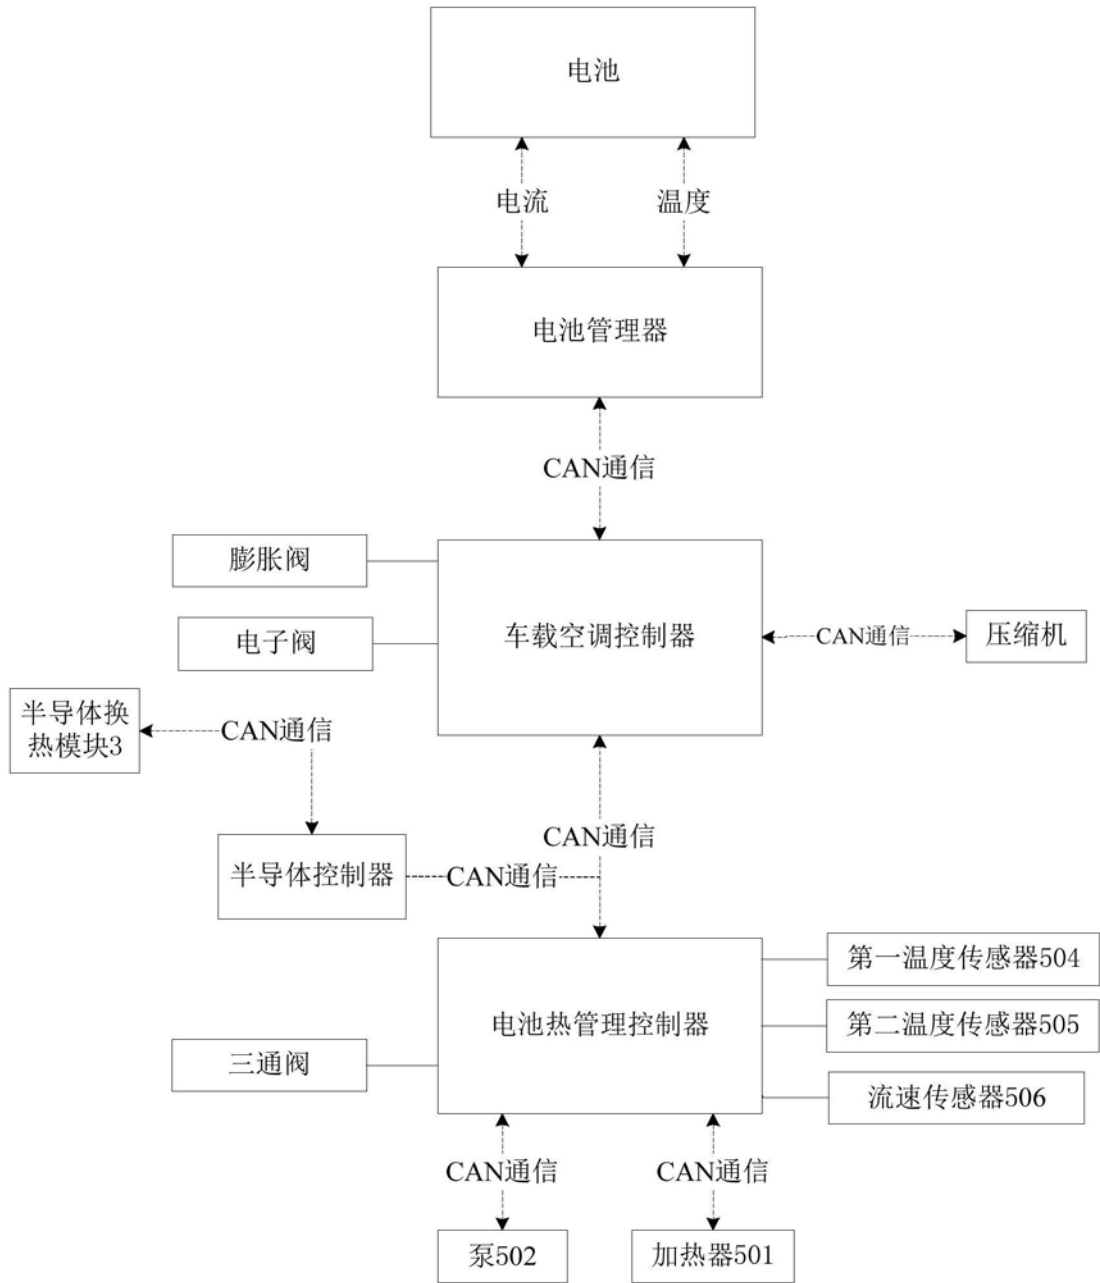 电池
电流
温度
电池管理器
CAN通信
膨胀阀
电子阀
车载空调控制器
CAN通信
压缩机
半导体换
热模块3
CAN通信
CAN通信
半导体控制器
CAN通信
第一温度传感器504
电池热管理控制器
第二温度传感器505
三通阀
流速传感器506
CAN通信
CAN通信
泵502
加热器501